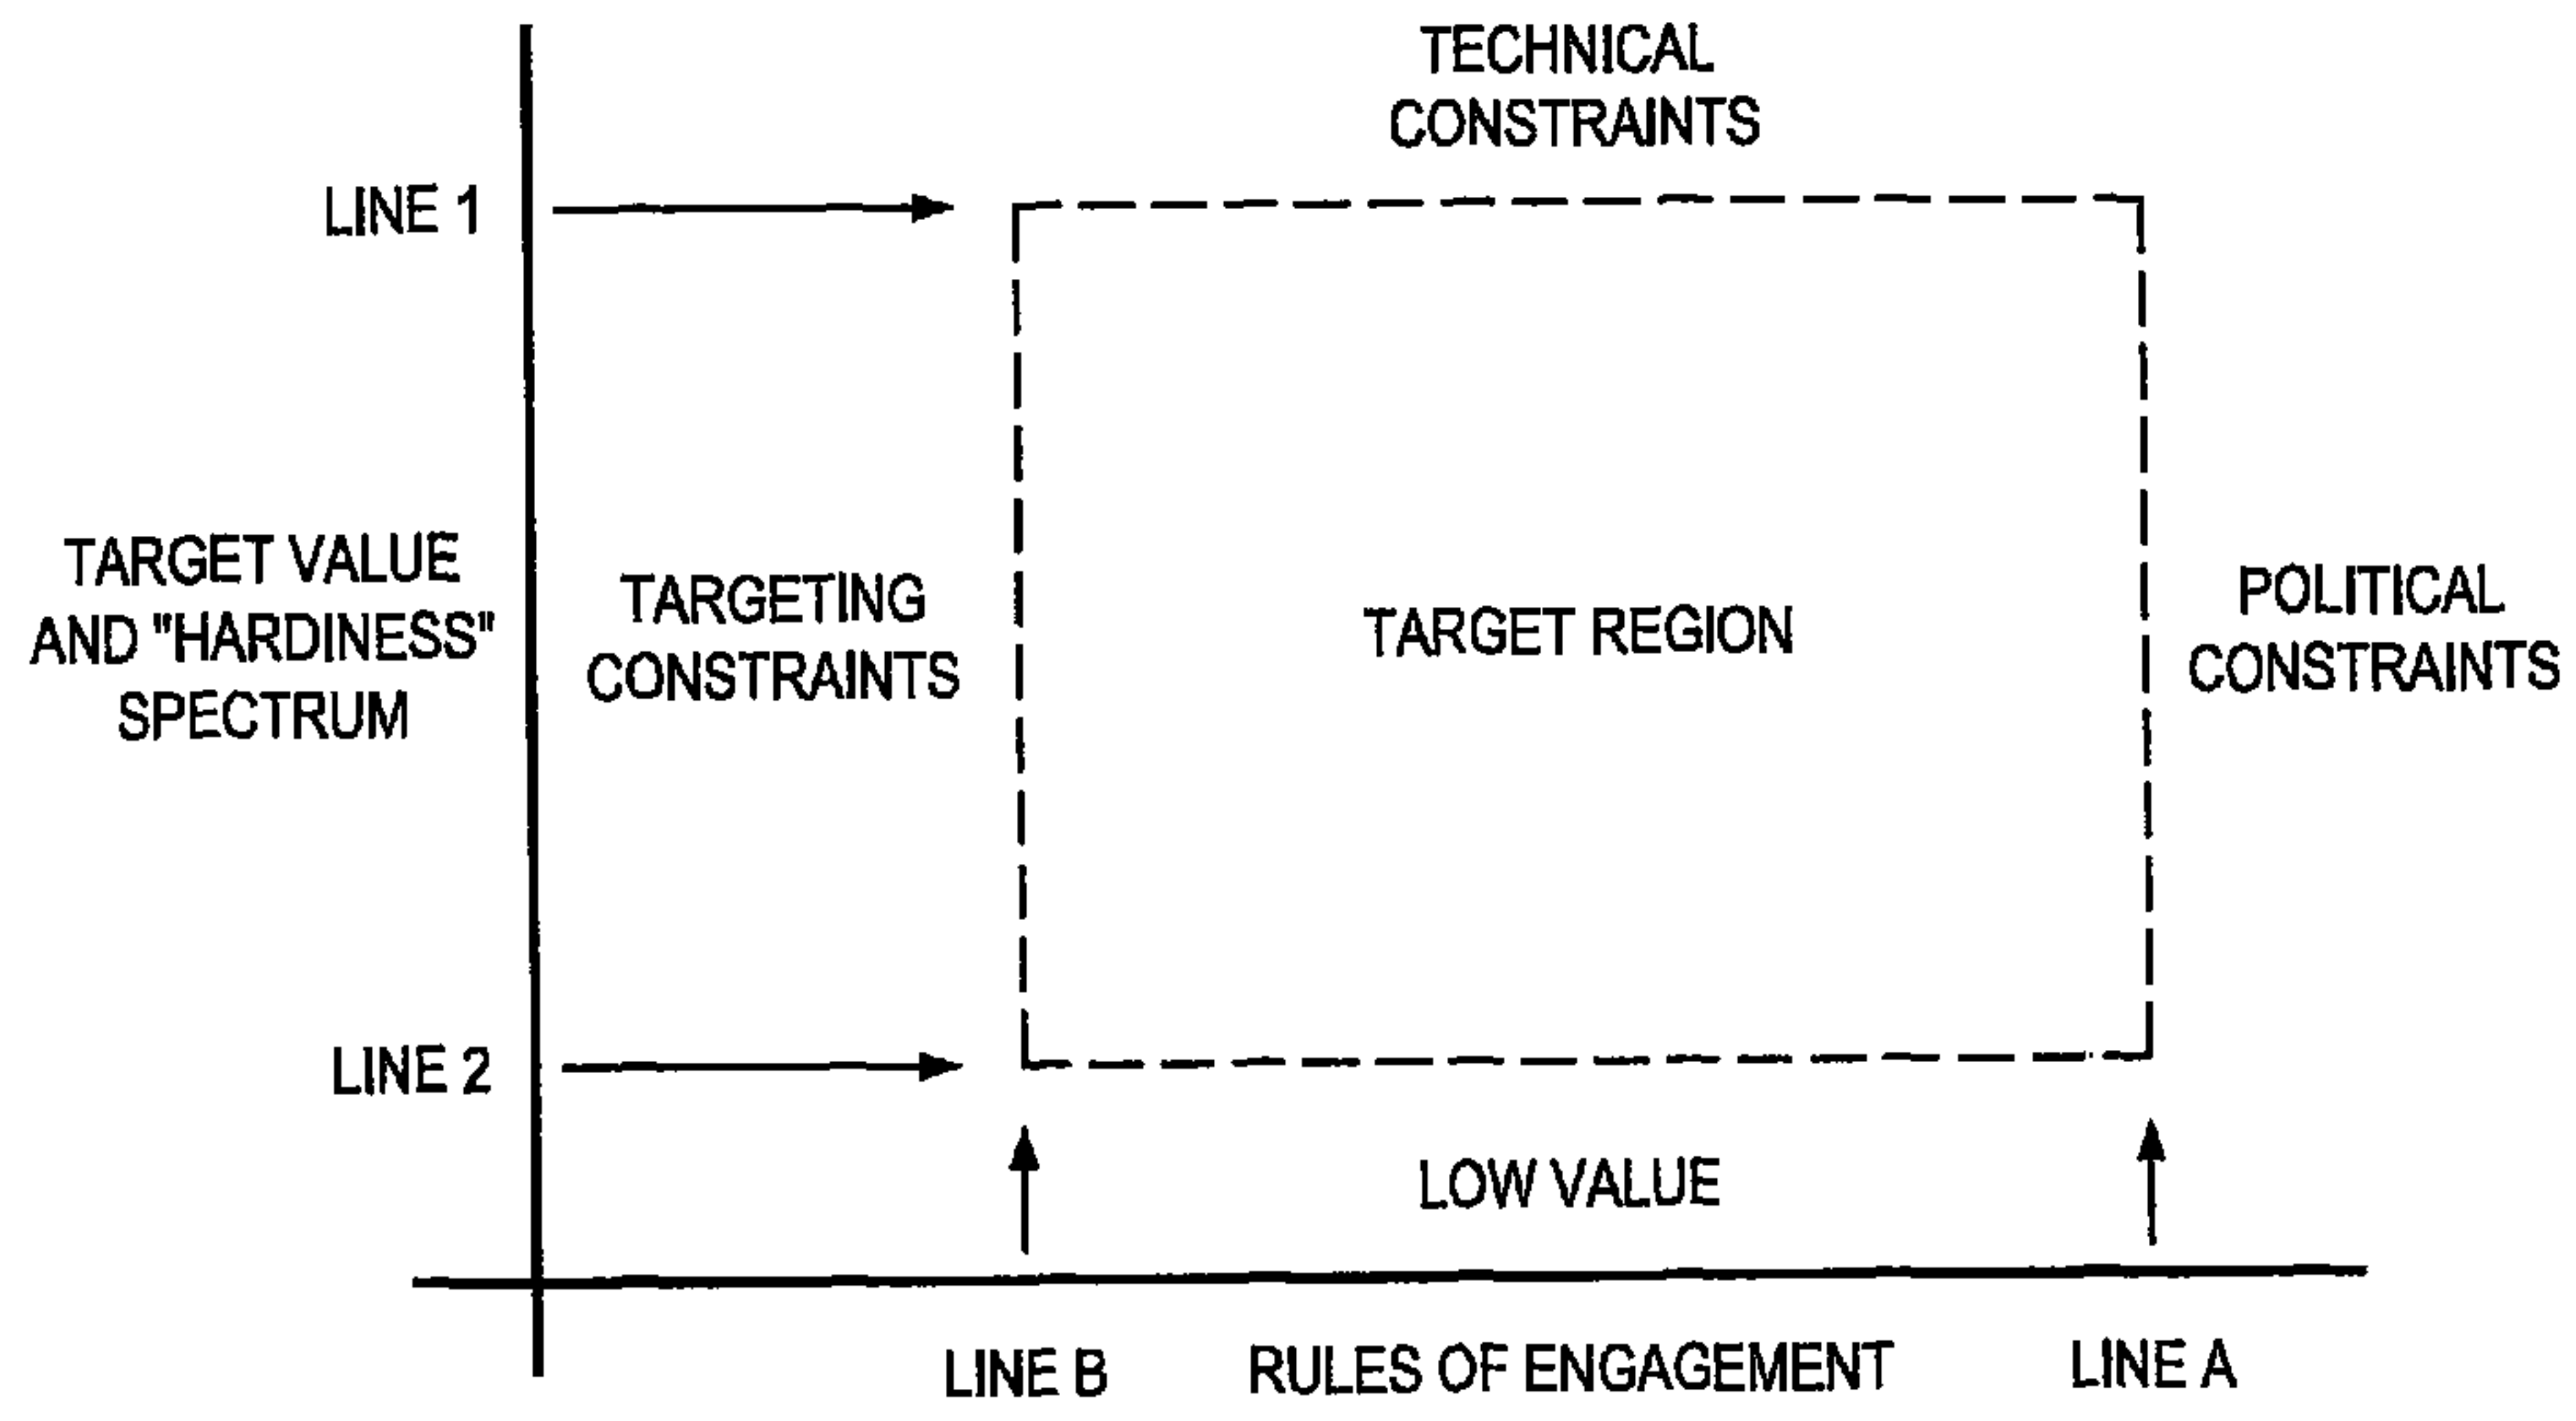 TECHNICAL
CONSTRAINTS
LINE 1
TARGET VALUE
AND "HARDINESS"
SPECTRUM
TARGETING
CONSTRAINTS
TARGET REGION
POLITICAL
CONSTRAINTS
LINE 2
LOW VALUE
LINE B
RULES OF ENGAGEMENT
LINE A